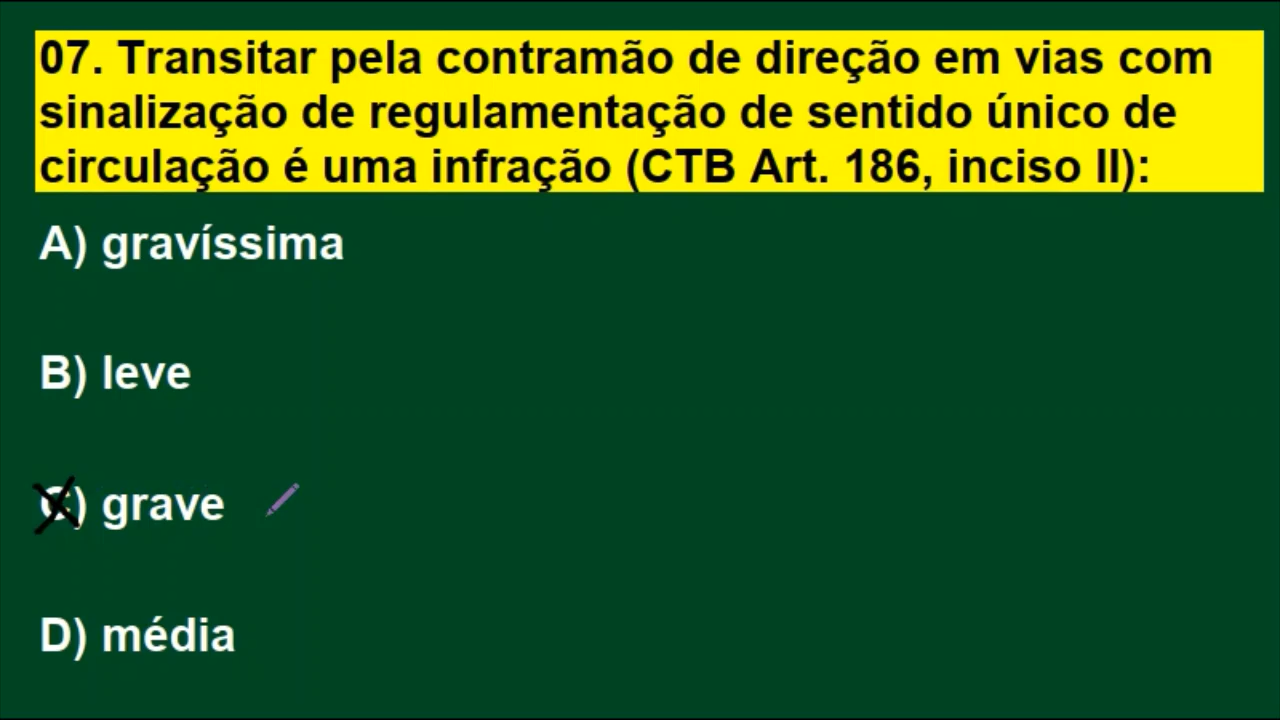 07. Transitar pela contramão de direção em vias com
sinalização de regulamentação de sentido único de
circulação é uma infração (CTB Art. 186, inciso II):
A) gravíssima
B) leve
C) grave
D) média